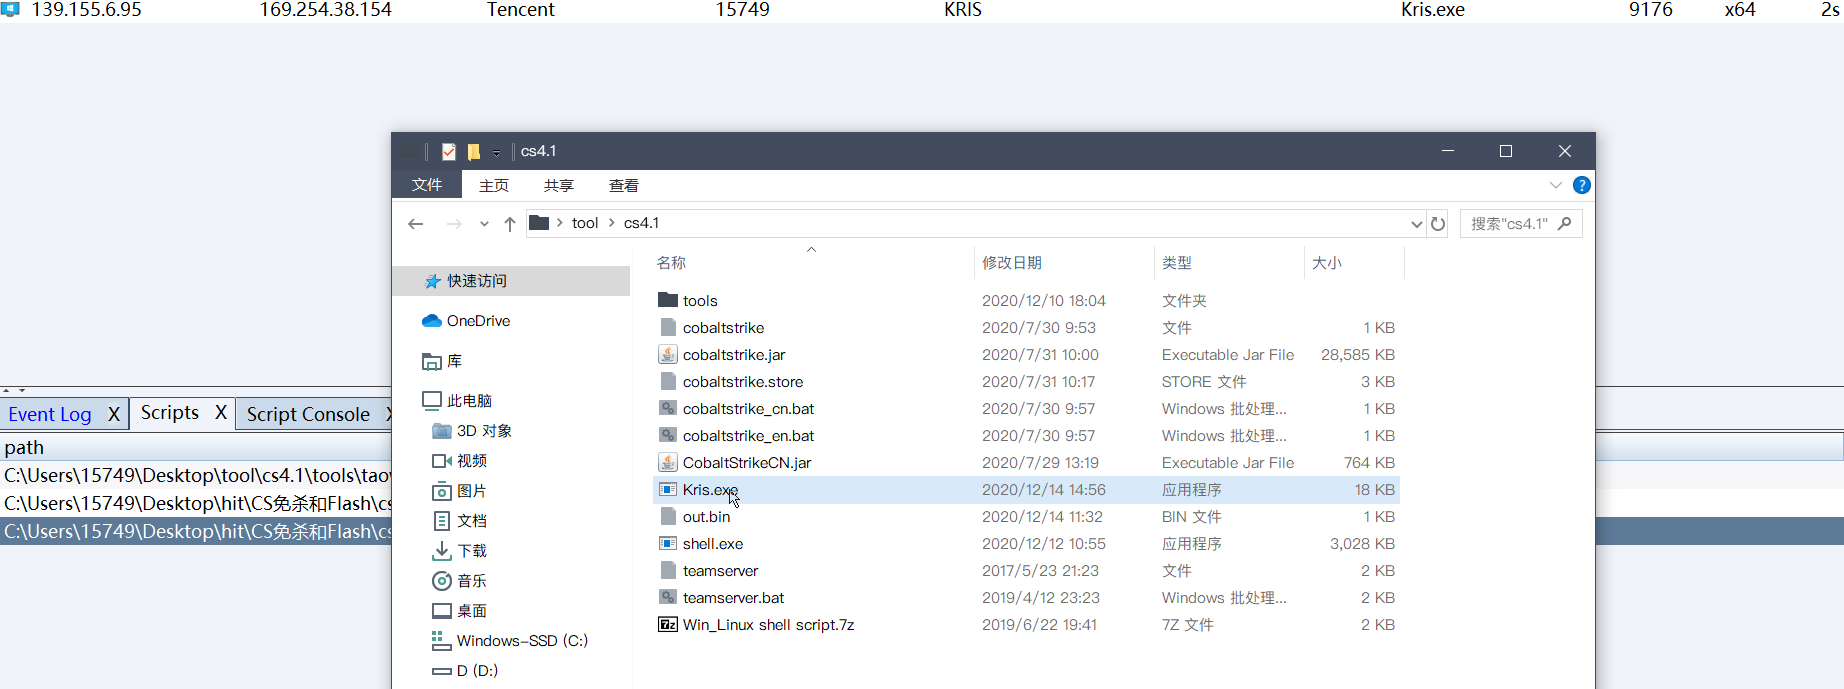 139.155.6.95 169.254.38.154 Tencent 15749 KRIS Kris.exe 9176 x64 2s
cs4.1
文件 主页 共享 查看
tool cs4.1 搜索"cs4.1"
名称 修改日期 类型 大小
快速访问
OneDrive
库
此电脑
3D 对象
视频
图片
文档
下载
音乐
桌面
Windows-SSD (C:)
D (D:)
tools 2020/12/10 18:04 文件夹
cobaltstrike 2020/7/30 9:53 文件 1 KB
cobaltstrike.jar 2020/7/31 10:00 Executable Jar File 28,585 KB
cobaltstrike.store 2020/7/31 10:17 STORE 文件 3 KB
cobaltstrike_cn.bat 2020/7/30 9:57 Windows 批处理... 1 KB
cobaltstrike_en.bat 2020/7/30 9:57 Windows 批处理... 1 KB
CobaltStrikeCN.jar 2020/7/29 13:19 Executable Jar File 764 KB
Kris.exe 2020/12/14 14:56 应用程序 18 KB
out.bin 2020/12/14 11:32 BIN 文件 1 KB
shell.exe 2020/12/12 10:55 应用程序 3,028 KB
teamserver 2017/5/23 21:23 文件 2 KB
teamserver.bat 2019/4/12 23:23 Windows 批处理... 2 KB
Win_Linux shell script.7z 2019/6/22 19:41 7Z 文件 2 KB
Event Log X Scripts X Script Console
path
C:\Users\15749\Desktop\tool\cs4.1\tools\tao
C:\Users\15749\Desktop\hit\CS免杀和Flash\cs
C:\Users\15749\Desktop\hit\CS免杀和Flash\cs